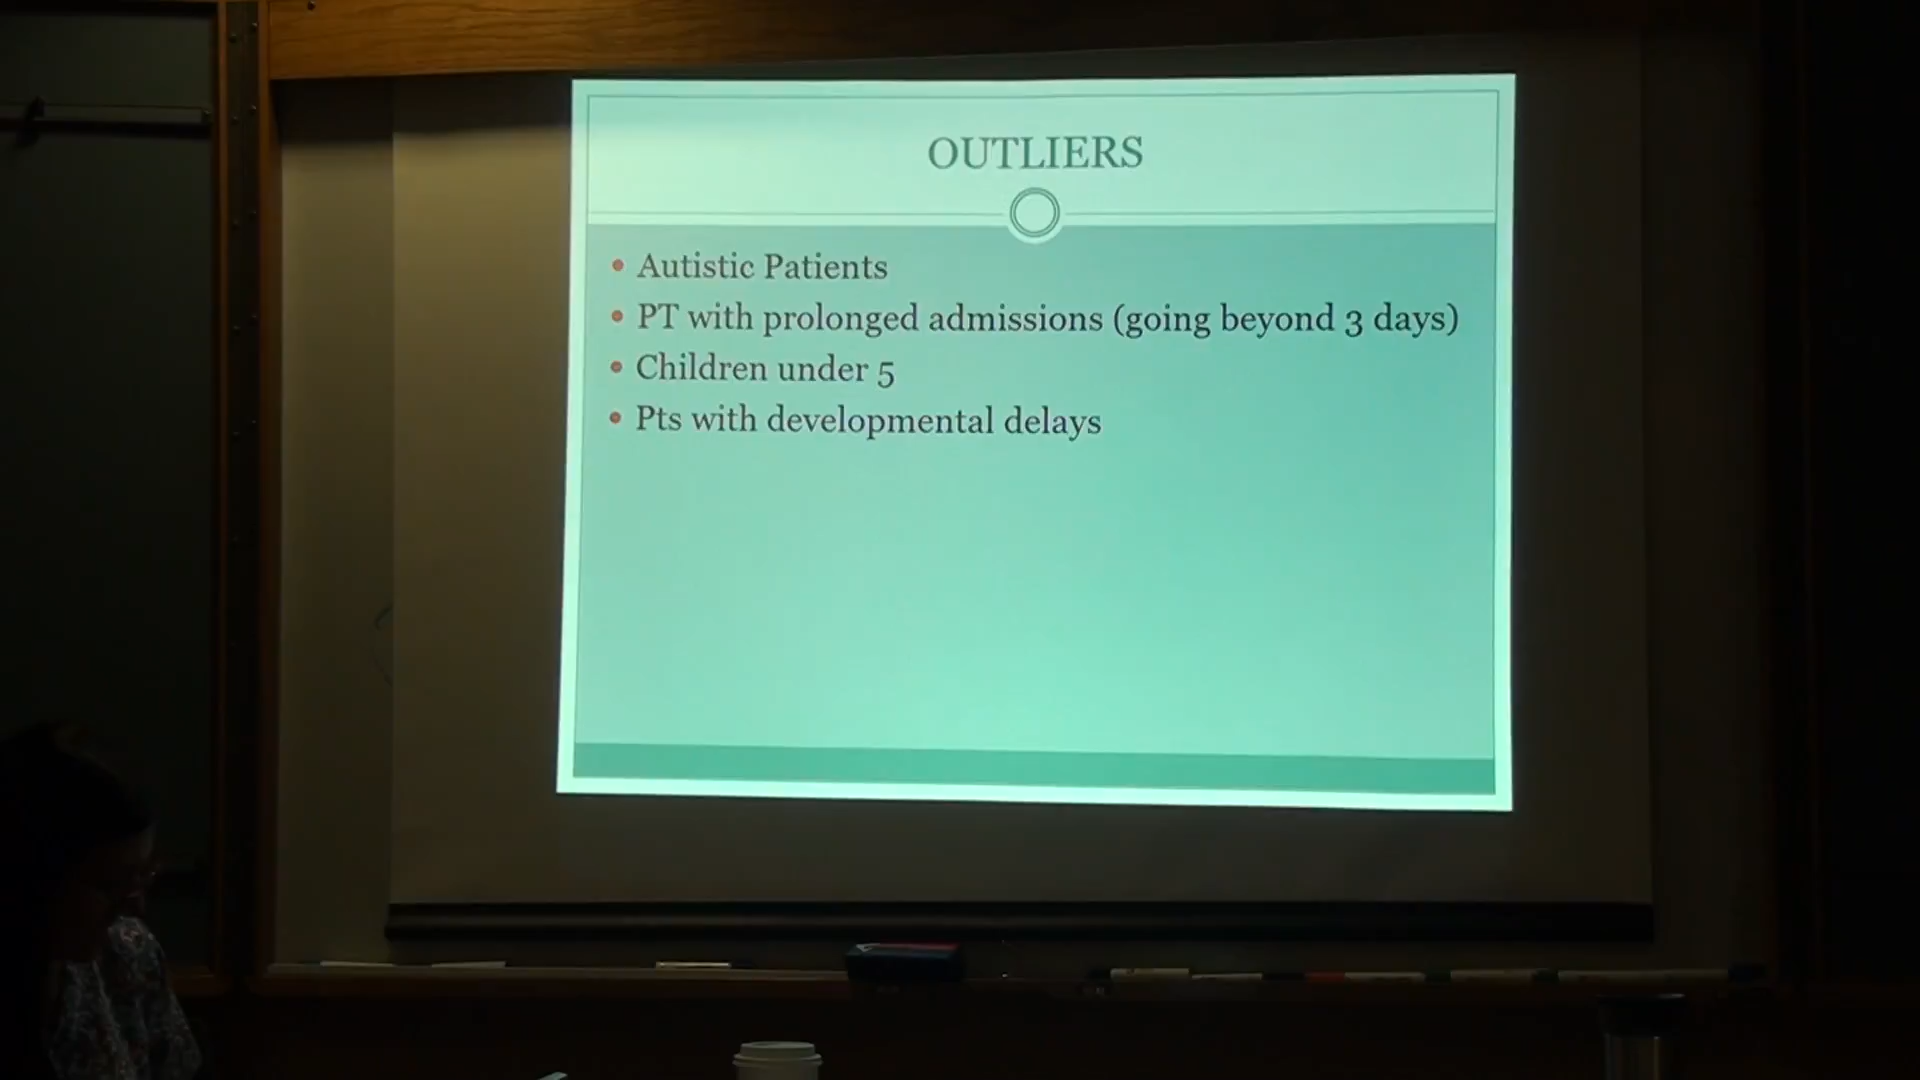 OUTLIERS
• Autistic Patients
• PT with prolonged admissions (going beyond 3 days)
• Children under 5
• Pts with developmental delays